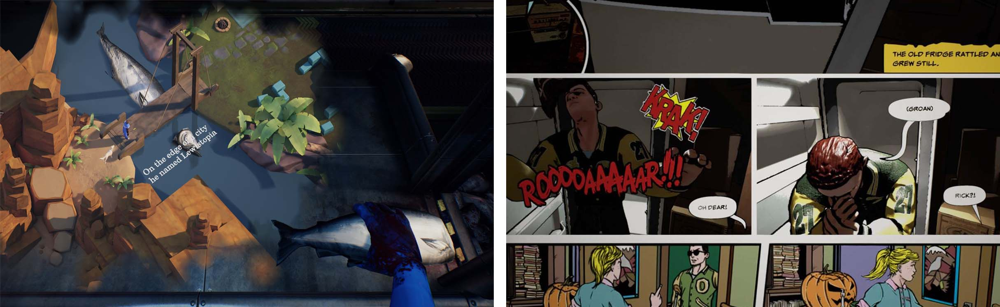 On the edge of a city
he named Lewistopia
THE OLD FRIDGE RATTLED AN
GREW STILL.
KRAK!
ROOOOAAAAAAR!!!
27
27
OH DEAR!
(GROAN)
RICK?!
27
27
O